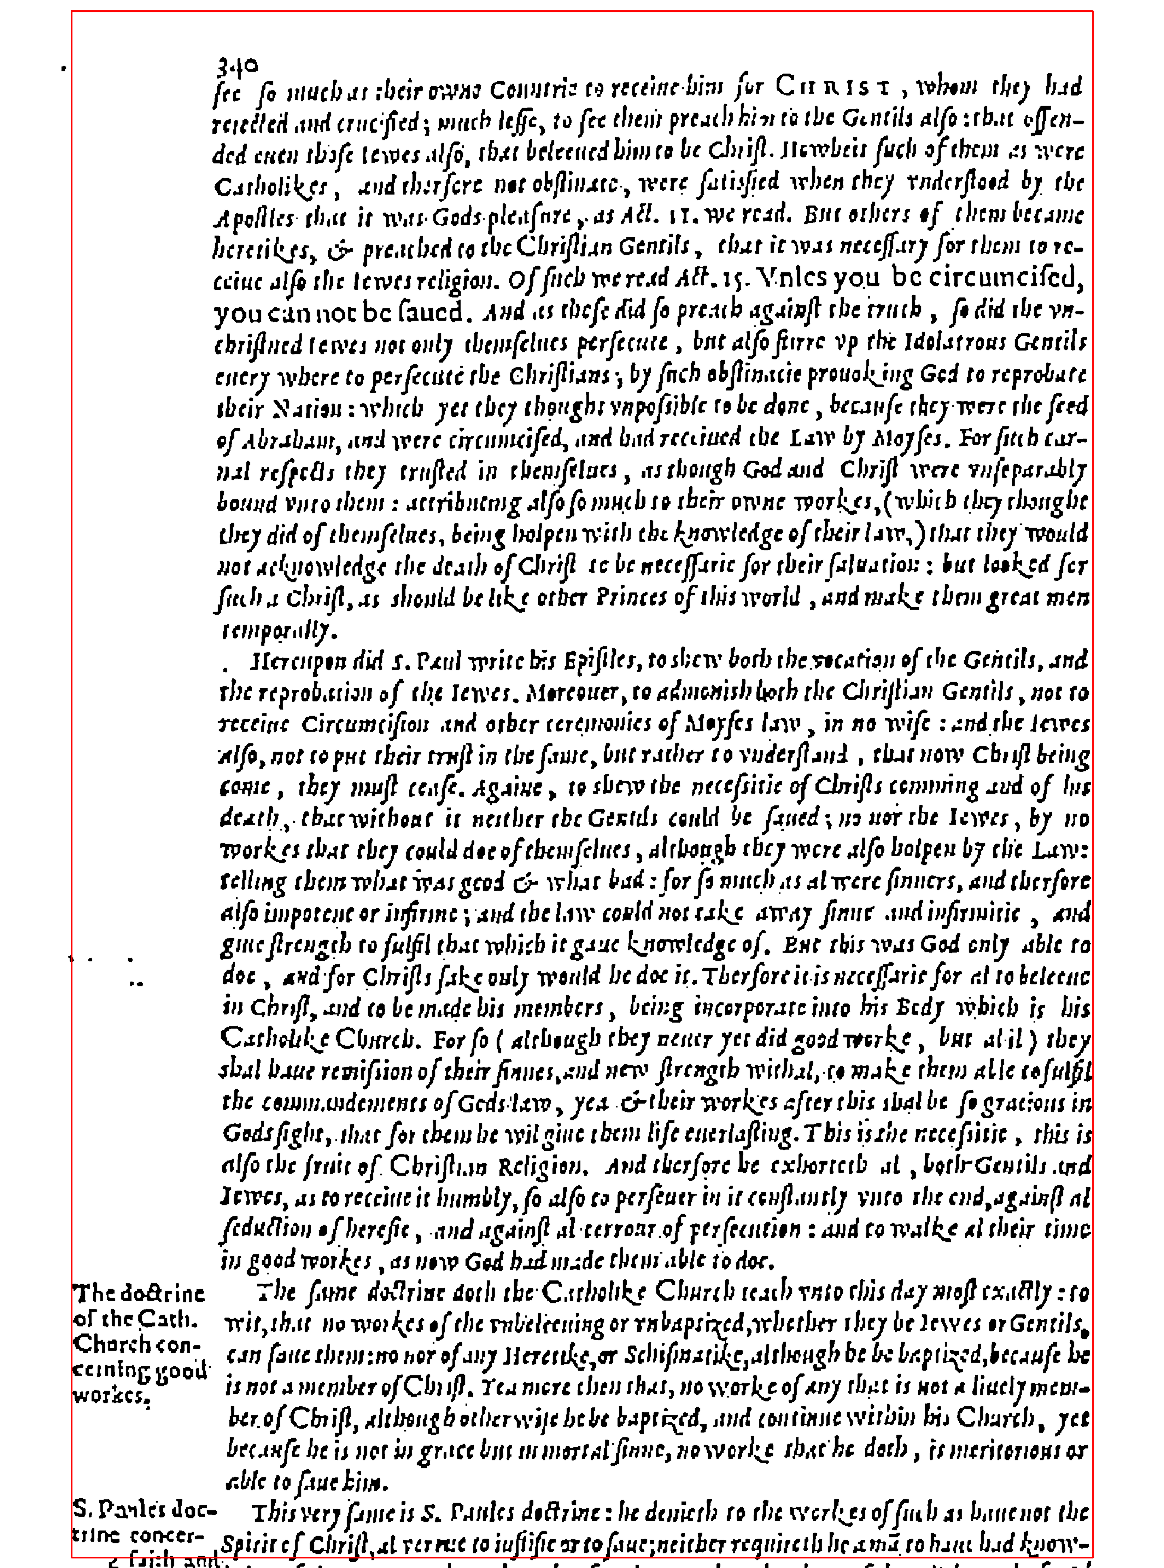 340
see so much as their owne Countrie to receiue him for CHRIST, whom they had
reiected and crucified; much lesse, to see them preach him to the Gentils also: that offen-
ded euen those Iewes also, that beleeued him to be Christ. Howbeit such of them as were
Catholikes, and therfore not obstinate, were satisfied when they vnderstood by the
Apostles that it was Gods pleasure, as Act. 11. we read. But others of them became
heretikes, & preached to the Christian Gentils, that it was necessary for them to re-
ceiue also the Iewes religion. Of such we read Act. 15. Vnles you be circumcised,
you can not be saued. And as these did so preach against the truth, so did the vn-
christned Iewes not only themselues persecute, but also stirre vp the Idolatrous Gentils
euery where to persecute the Christians; by such obstinacie prouoking God to reprobate
their Nation: which yet they thought vnpossible to be done, because they were the seed
of Abraham, and were circumcised, and had receiued the Law by Moyses. For such car-
nal respects they trusted in themselues, as though God and Christ were vnseparably
bound vnto them: attributing also so much to their owne workes, (which they thought
they did of themselues, being holpen with the knowledge of their law,) that they would
not acknowledge the death of Christ to be necessarie for their saluation: but looked for
such a Christ, as should be like other Princes of this world, and make them great men
temporally.
Hereupon did S. Paul write his Epistles, to shew both the vocation of the Gentils, and
the reprobation of the Iewes. Moreouer, to admonish both the Christian Gentils, not to
receiue Circumcision and other ceremonies of Moyses law, in no wise: and the Iewes
also, not to put their trust in the same, but rather to vnderstand, that now Christ being
come, they must cease. Againe, to shew the necessitie of Christs comming and of his
death, that without it neither the Gentils could be saued; no nor the Iewes, by no
workes that they could doe of themselues, although they were also holpen by the Law:
telling them what was good & what bad: for so much as al were sinners, and therfore
also impotent or infirme; and the law could not take away sinne and infirmitie, and
giue strength to fulfil that which it gaue knowledge of. But this was God only able to
doe, and for Christs sake only would he doe it. Therfore it is necessarie for al to beleeue
in Christ, and to be made his members, being incorporate into his Body which is his
Catholike Church. For so (although they neuer yet did good worke, but al il) they
shal haue remission of their sinnes, and new strength withal, to make them able to fulfil
the commandements of Gods law, yea & their workes after this shal be so gracious in
Gods sight, that for them he wil giue them life euerlasting. This is the necessitie, this is
also the fruit of Christian Religion. And therfore he exhorteth al, both Gentils and
Iewes, as to receiue it humbly, so also to perseuer in it constantly vnto the end, against al
seduction of heresie, and against al terrour of persecution: and to walke al their time
in good workes, as now God had made them able to doe.
The doctrine
of the Cath.
Church con-
cerning good
workes.
The same doctrine doth the Catholike Church teach vnto this day most exactly: to
wit, that no workes of the vnbeleeuing or vnbaptized, whether they be Iewes or Gentils,
can saue them: no nor of any Heretike, or Schismatike, although he be baptized, because he
is not a member of Christ. Yea more then that, no worke of any that is not a liuely mem-
ber of Christ, although otherwise he be baptized, and continue within his Church, yet
because he is not in grace but in mortal sinne, no worke that he doth, is meritorious or
able to saue him.
S. Paules doc-
trine concer-
faith and
This very same is S. Paules doctrine: he denieth to the workes of such as haue not the
Spirit of Christ, al vertue to iustifie or to saue; neither requireth he a mā to haue had know-